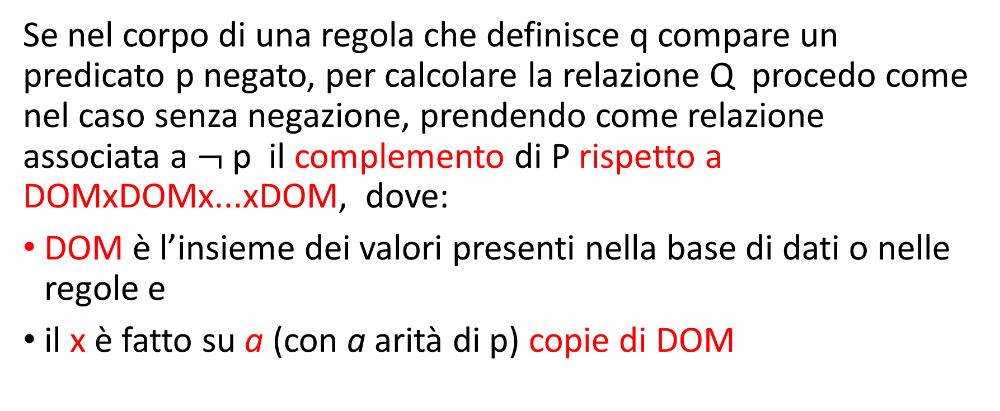 Se nel corpo di una regola che definisce q compare un
predicato p negato, per calcolare la relazione Q procedo come
nel caso senza negazione, prendendo come relazione
associata a ¬ p il complemento di P rispetto a
DOMxDOMx...xDOM, dove:
• DOM è l’insieme dei valori presenti nella base di dati o nelle
regole e
• il x è fatto su a (con a arità di p) copie di DOM